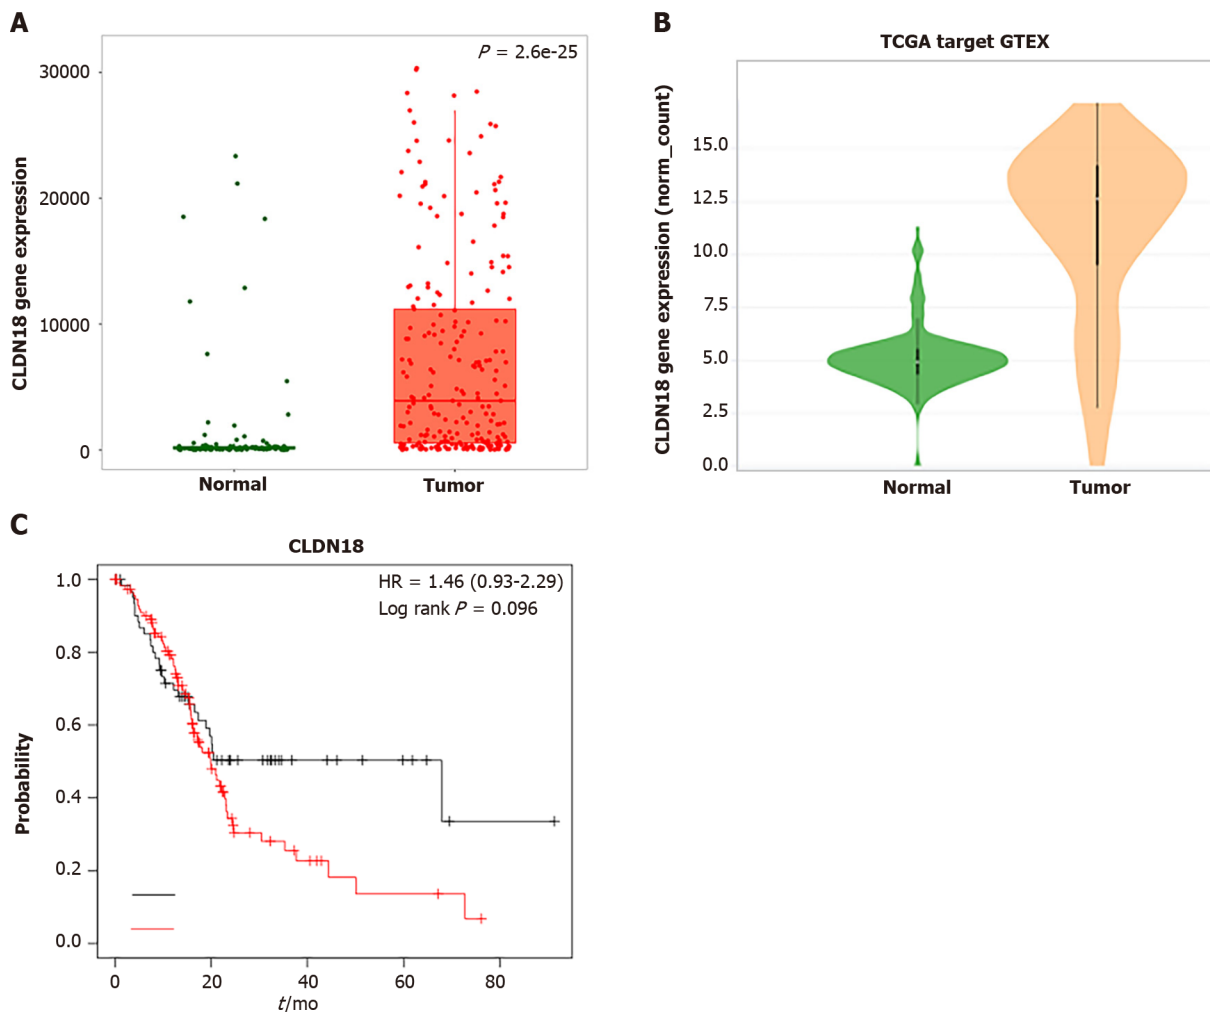 A
P = 2.6e-25
30000
20000
10000
0
CLDN18 gene expression
Normal
Tumor
B
TCGA target GTEX
15.0
12.5
10.0
7.5
5.0
2.5
0.0
CLDN18 gene expression (norm_count)
Normal
Tumor
C
CLDN18
HR = 1.46 (0.93-2.29)
Log rank P = 0.096
1.0
0.8
0.6
0.4
0.2
0.0
Probability
0
20
40
60
80
t/mo